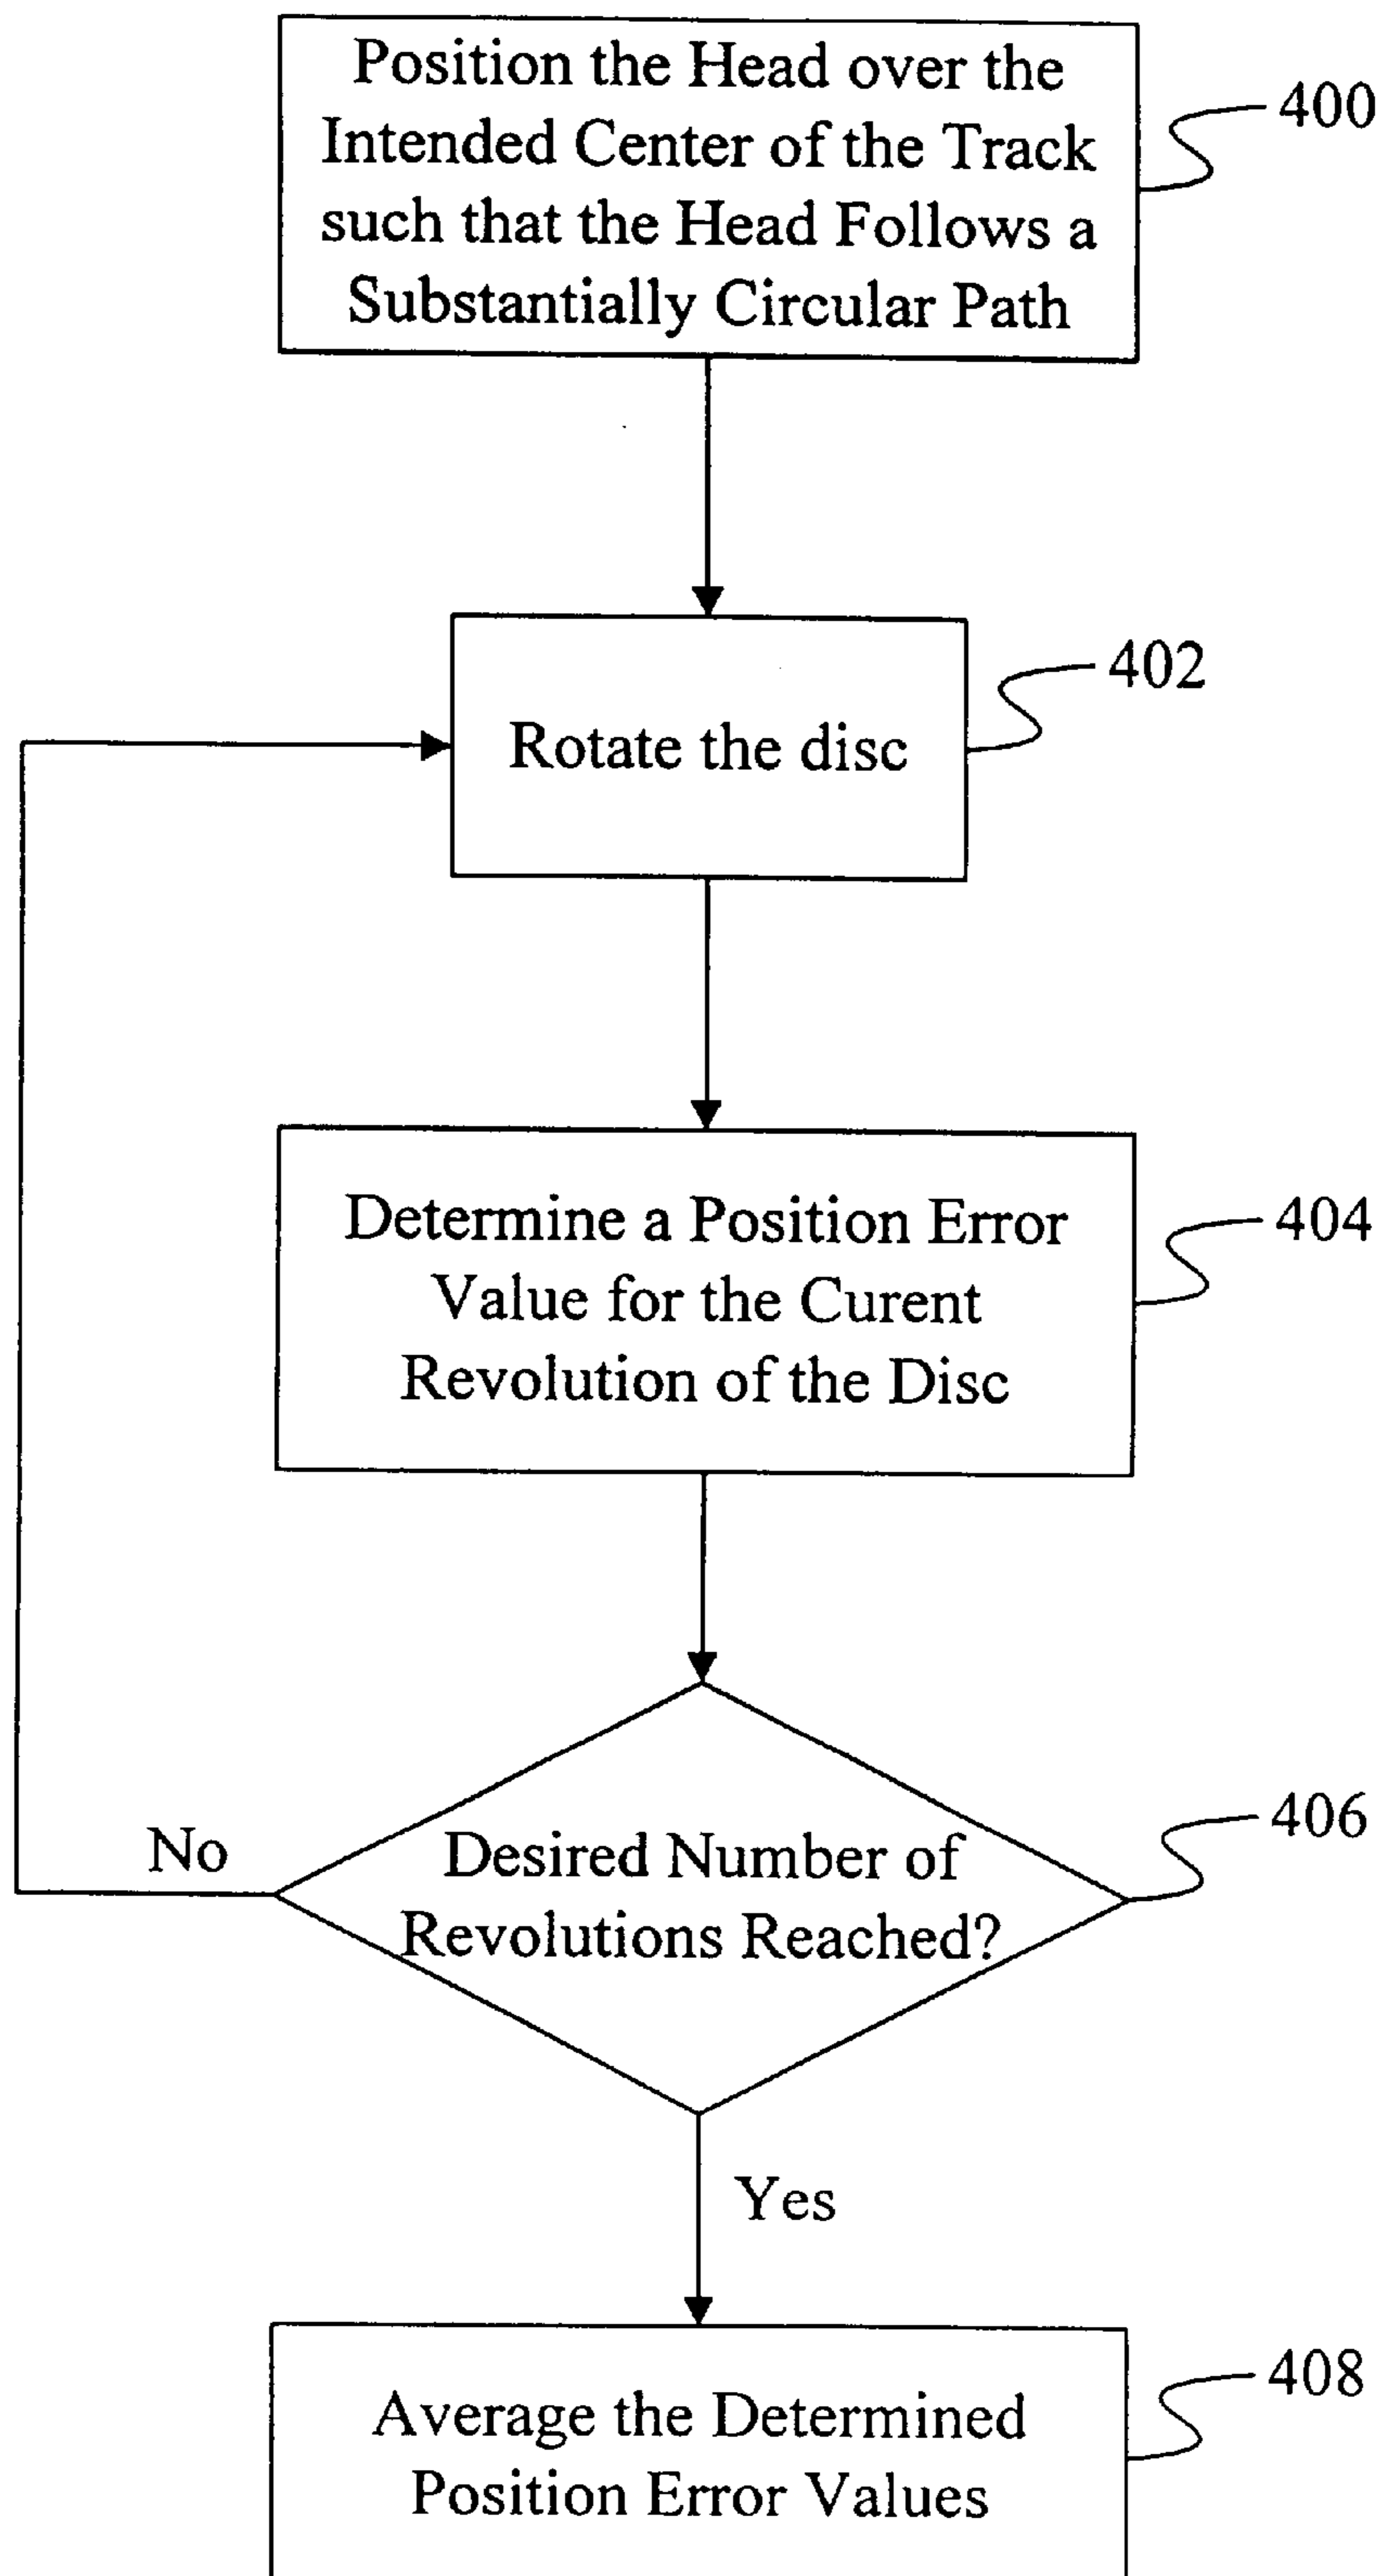 Position the Head over the
Intended Center of the Track
such that the Head Follows a
Substantially Circular Path
400
Rotate the disc
402
Determine a Position Error
Value for the Curent
Revolution of the Disc
404
Desired Number of
Revolutions Reached?
406
No
Yes
Average the Determined
Position Error Values
408